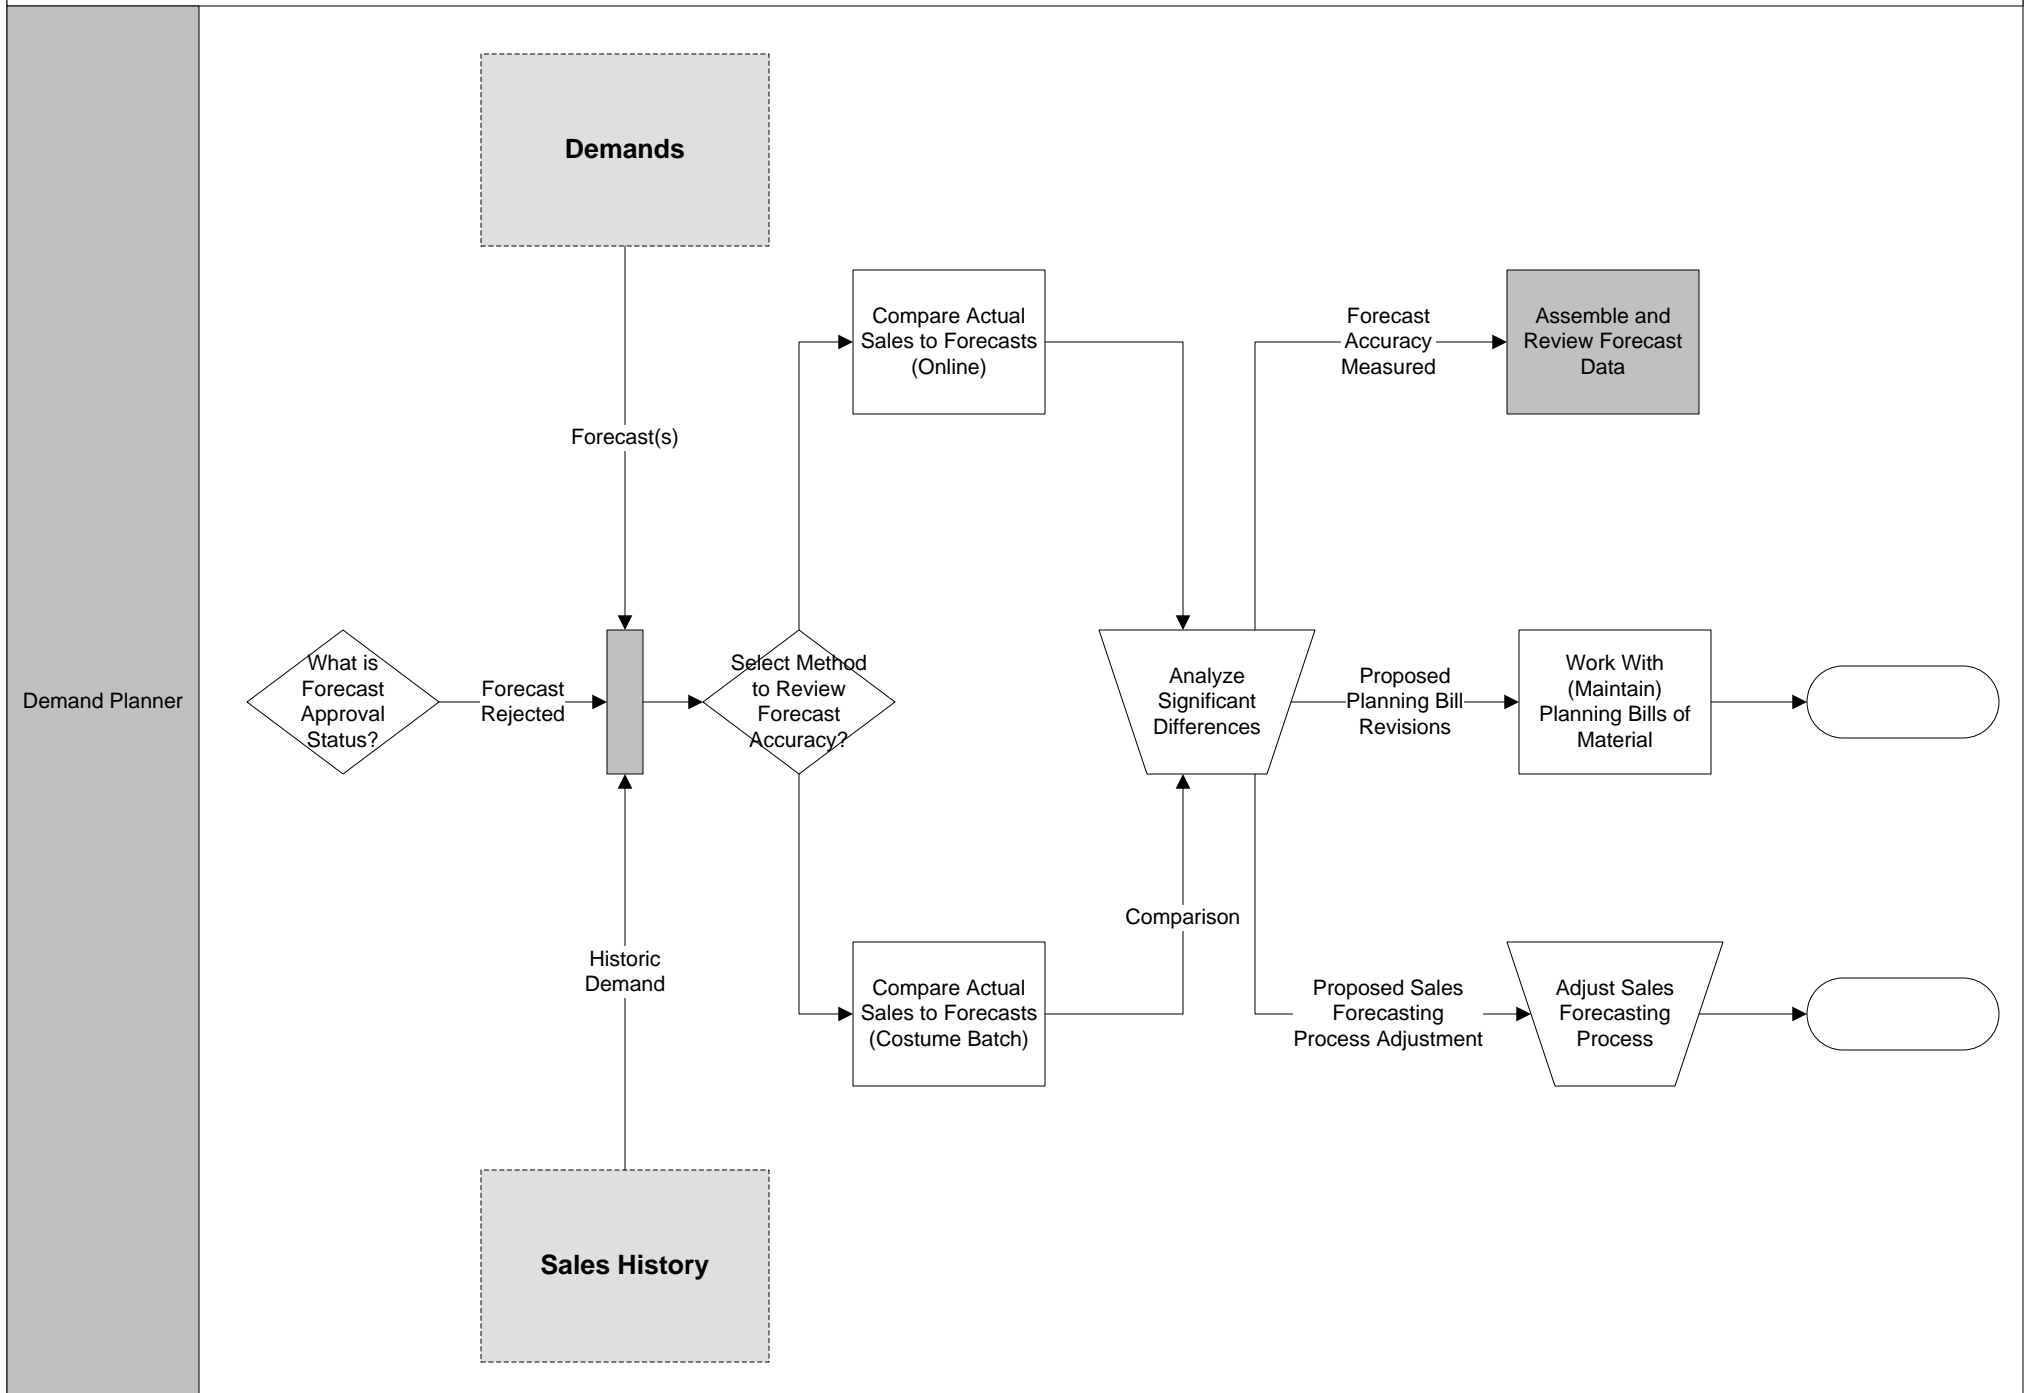 Demand Planner
Demands
Forecast(s)
What is
Forecast
Approval
Status?
Forecast
Rejected
Historic
Demand
Sales History
Select Method
to Review
Forecast
Accuracy?
Compare Actual
Sales to Forecasts
(Online)
Compare Actual
Sales to Forecasts
(Costume Batch)
Comparison
Analyze
Significant
Differences
Forecast
Accuracy
Measured
Assemble and
Review Forecast
Data
Proposed
Planning Bill
Revisions
Work With
(Maintain)
Planning Bills of
Material
Proposed Sales
Forecasting
Process Adjustment
Adjust Sales
Forecasting
Process